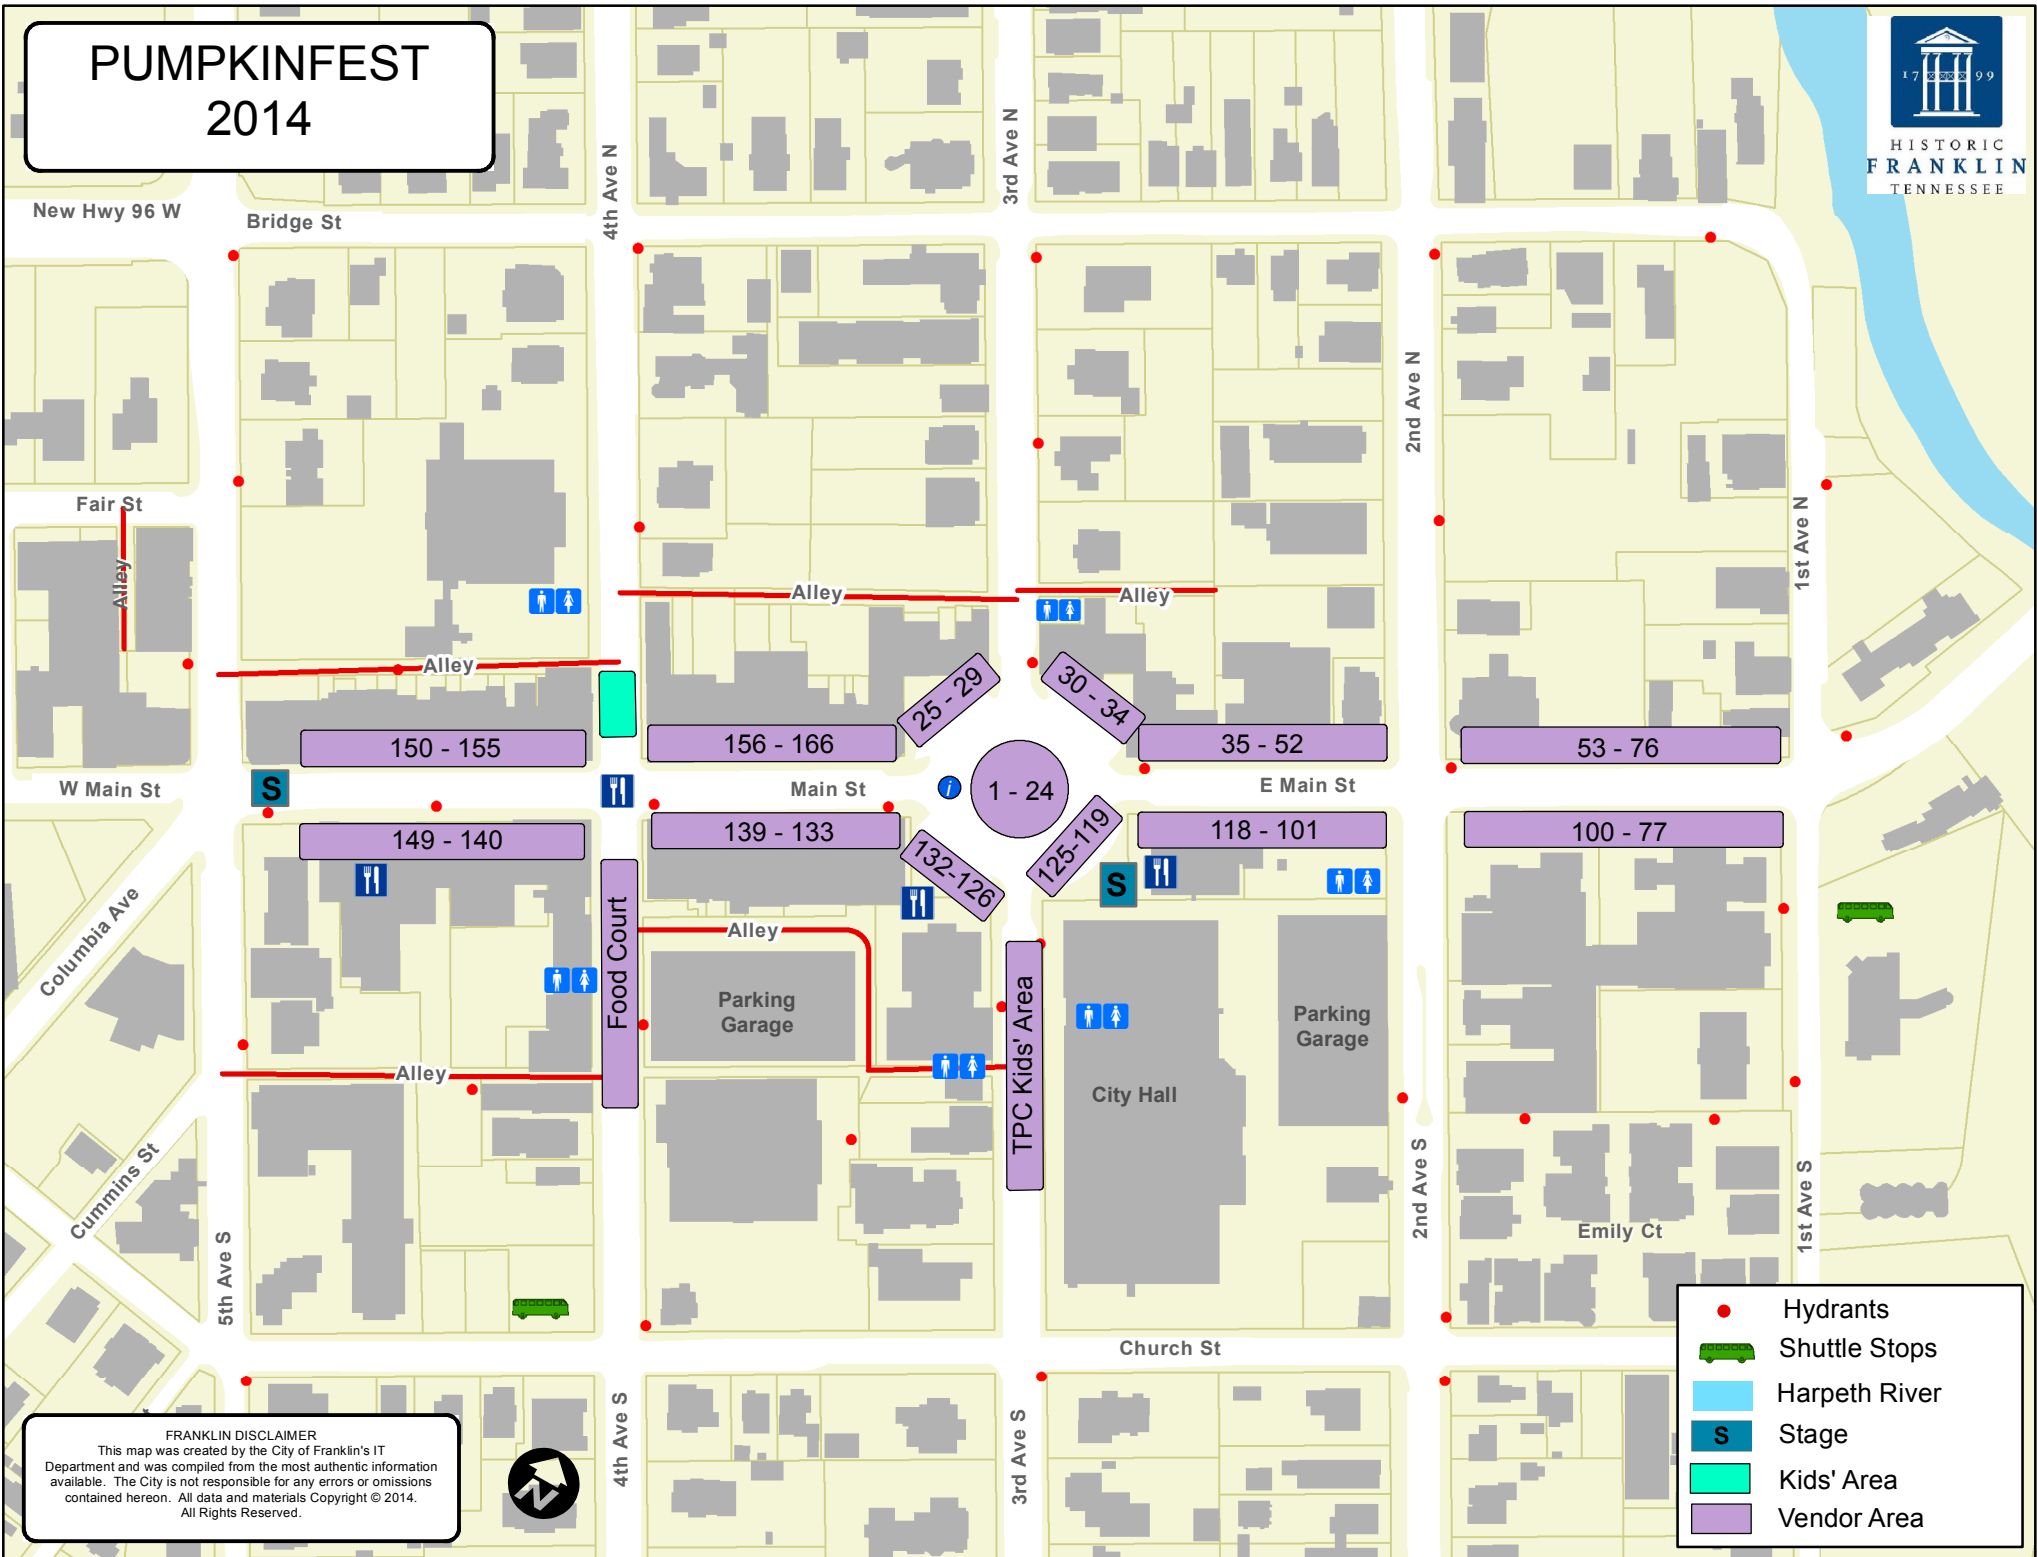 PUMPKINFEST
2014
17 99
HISTORIC
FRANKLIN
TENNESSEE
New Hwy 96 W
Bridge St
4th Ave N
3rd Ave N
2nd Ave N
1st Ave N
Fair St
Alley
Alley
Alley
Alley
25 - 29
30 - 34
150 - 155
156 - 166
35 - 52
53 - 76
W Main St
S
Main St
i
1 - 24
E Main St
149 - 140
139 - 133
132-126
125-119
118 - 101
100 - 77
S
Columbia Ave
Food Court
Alley
TPC Kids' Area
Parking
Garage
Parking
Garage
City Hall
Alley
Cummins St
5th Ave S
2nd Ave S
1st Ave S
Emily Ct
Church St
4th Ave S
3rd Ave S
Hydrants
Shuttle Stops
Harpeth River
S Stage
Kids' Area
Vendor Area
FRANKLIN DISCLAIMER
This map was created by the City of Franklin's IT
Department and was compiled from the most authentic information
available. The City is not responsible for any errors or omissions
contained hereon. All data and materials Copyright © 2014.
All Rights Reserved.
N